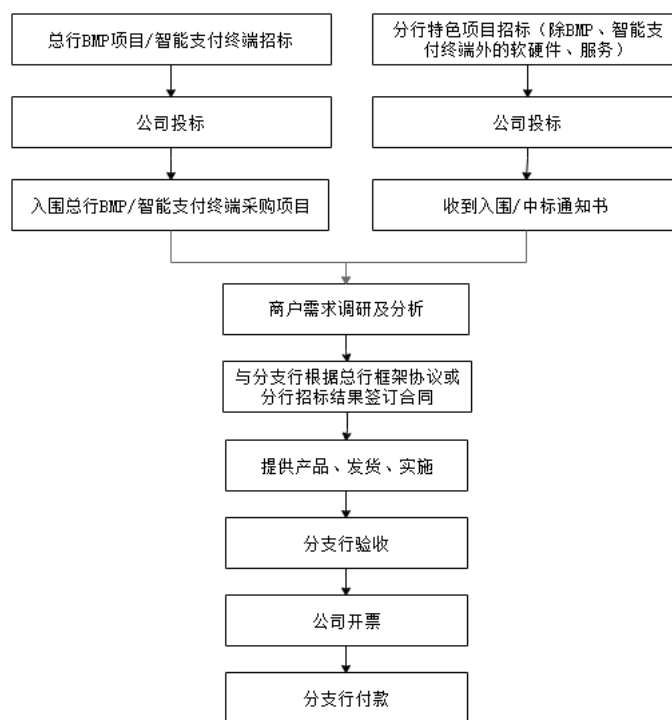 总行BMP项目/智能支付终端招标
分行特色项目招标（除BMP、智能支
付终端外的软硬件、服务）
公司投标
公司投标
入围总行BMP/智能支付终端采购项目
收到入围/中标通知书
商户需求调研及分析
与分支行根据总行框架协议或
分行招标结果签订合同
提供产品、发货、实施
分支行验收
公司开票
分支行付款